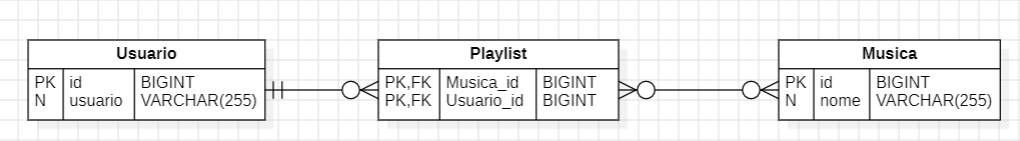 Usuario
PK id BIGINT
N usuario VARCHAR(255)
Playlist
PK,FK Musica_id BIGINT
PK,FK Usuario_id BIGINT
Musica
PK id BIGINT
N nome VARCHAR(255)